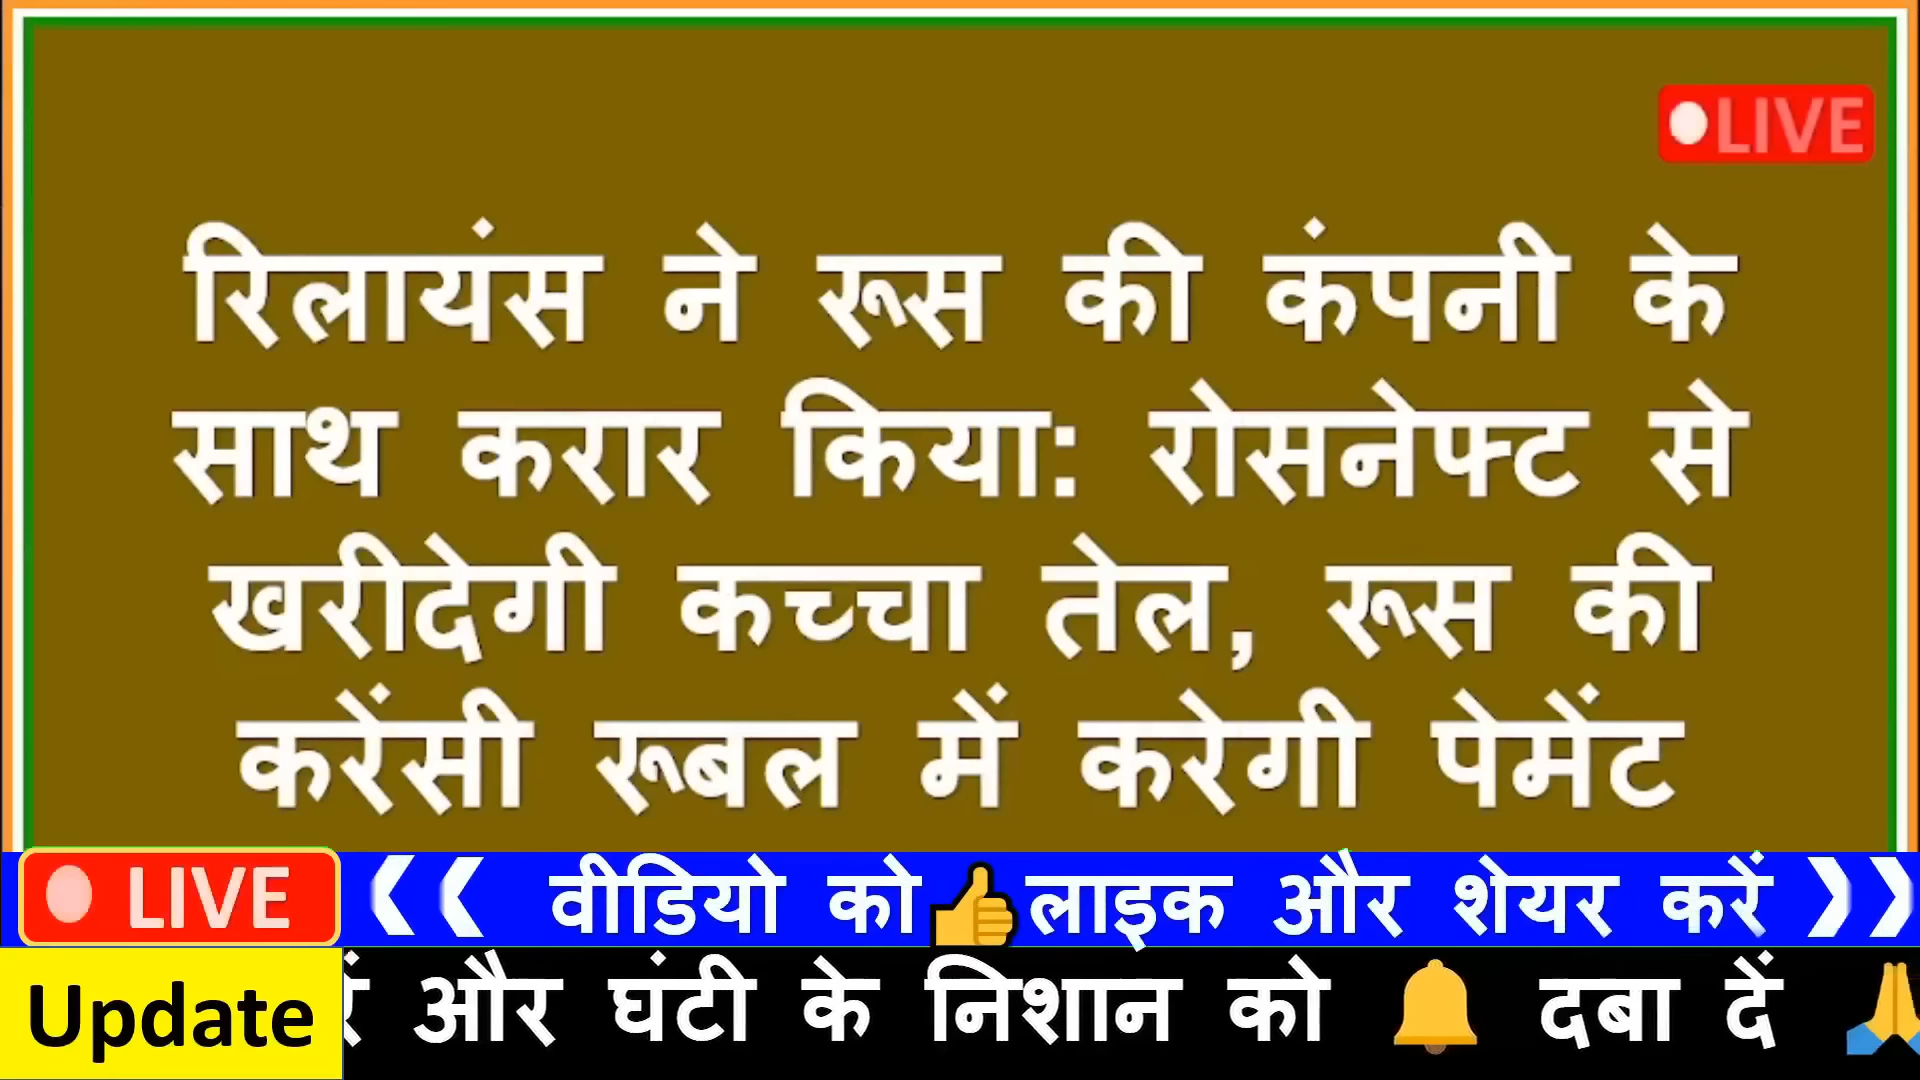 LIVE
रिलायंस ने रूस की कंपनी के
साथ करार किया: रोसनेफ्ट से
खरीदेगी कच्चा तेल, रूस की
करेंसी रूबल में करेगी पेमेंट
LIVE ❮❮ वीडियो को👍लाइक और शेयर करें ❯❯
Update और घंटी के निशान को 🔔 दबा दें 🙏